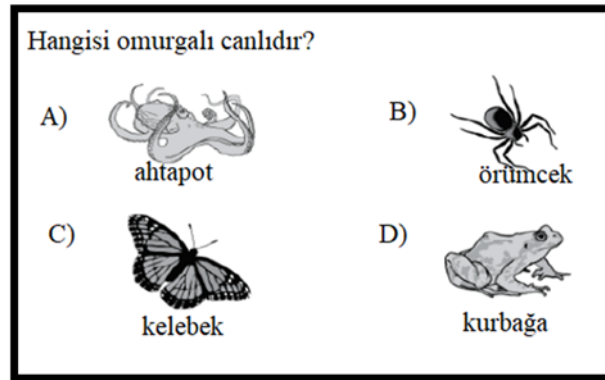 Hangisi omurgalı canlıdır?
A)
ahtapot
B)
örümcek
C)
kelebek
D)
kurbağa